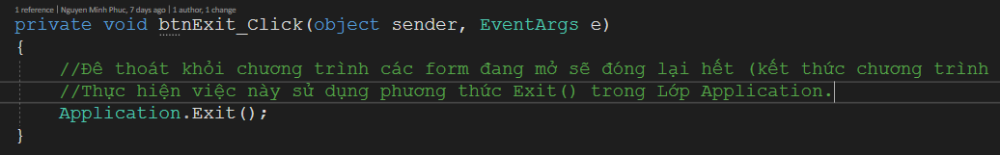 1 reference | Nguyen Minh Phuc, 7 days ago | 1 author, 1 change
private void btnExit_Click(object sender, EventArgs e)
{
//Đê thoát khỏi chương trình các form đang mở sẽ đóng lại hết (kết thúc chương trình
//Thực hiện việc này sử dụng phương thức Exit() trong Lớp Application.
Application.Exit();
}